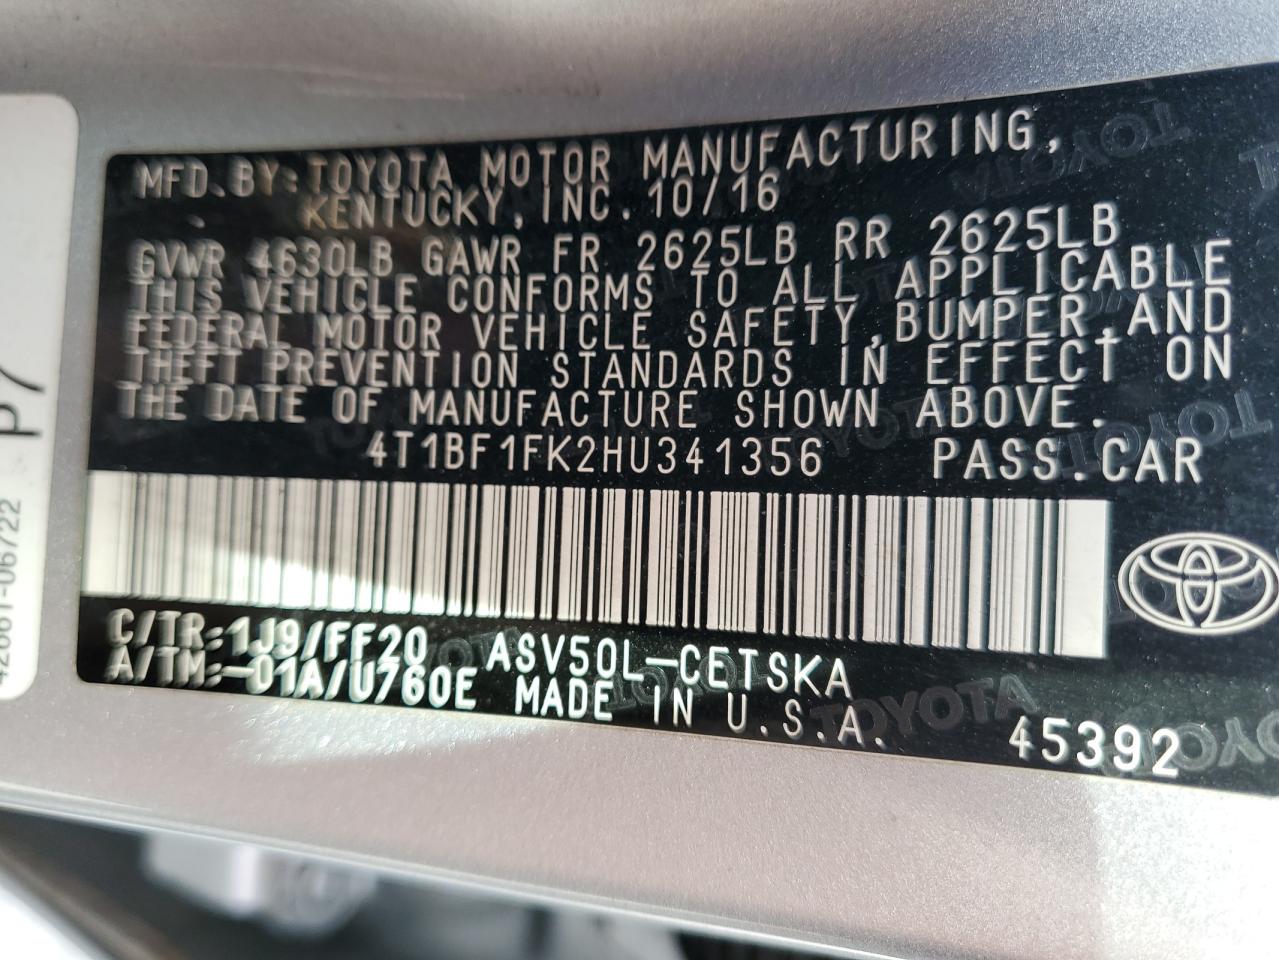 MFD. BY: TOYOTA MOTOR MANUFACTURING,
KENTUCKY, INC. 10/16
GVWR 4630LB GAWR FR 2625LB RR 2625LB
THIS VEHICLE CONFORMS TO ALL APPLICABLE
FEDERAL MOTOR VEHICLE SAFETY, BUMPER, AND
THEFT PREVENTION STANDARDS IN EFFECT ON
THE DATE OF MANUFACTURE SHOWN ABOVE.
4T1BF1FK2HU341356 PASS.CAR
C/TR:1J9/FF20 ASV50L-CETSKA
A/TM:-01A/U760E MADE IN U.S.A.
45392
TOYOTA
P7